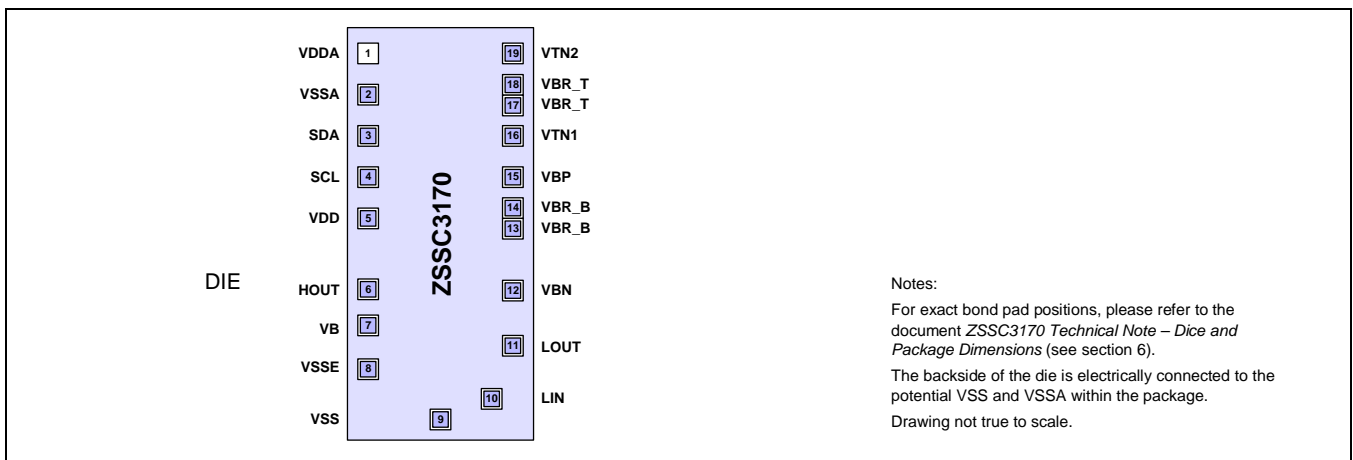 VDDA 1 19 VTN2
18 VBR_T
VSSA 2
17 VBR_T
SDA 3 16 VTN1
SCL 4 15 VBP
14 VBR_B
VDD 5
13 VBR_B
ZSSC3170
DIE
HOUT 6 12 VBN
VB 7
11 LOUT
VSSE 8
10 LIN
VSS 9
Notes:
For exact bond pad positions, please refer to the
document ZSSC3170 Technical Note – Dice and
Package Dimensions (see section 6).
The backside of the die is electrically connected to the
potential VSS and VSSA within the package.
Drawing not true to scale.